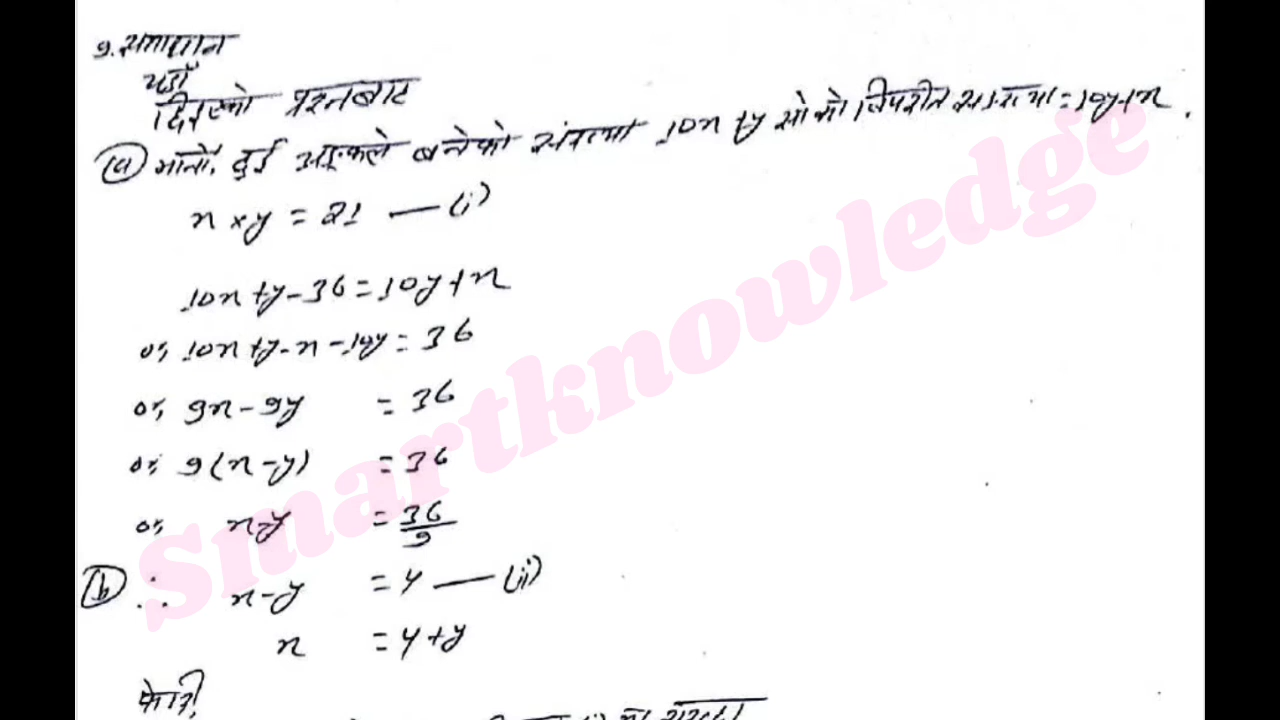 9. समाधान
यहाँ
दिइएको प्रश्नबाट
(a) मानौं, दुई अङ्कले बनेको संख्या 10x + y सो को विपरीत संख्या = 10y + x.
x × y = 21 — (i)
10x + y - 36 = 10y + x
or, 10x + y - x - 10y = 36
or, 9x - 9y = 36
or, 9(x - y) = 36
or, x - y = 36/9
(b) ∴ x - y = 4 — (ii)
x = 4 + y
फेरी,
Smartknowledge